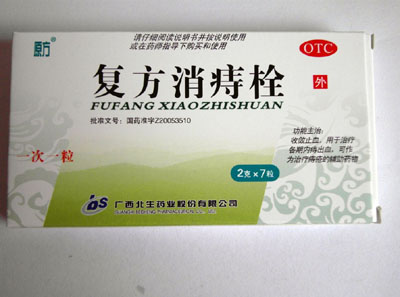 原方
请仔细阅读说明书并按说明使用
或在药师指导下购买和使用
OTC
复方消痔栓
FUFANG XIAOZHISHUAN
外
批准文号：国药准字Z20053510
一次一粒
功能主治：
收敛止血。用于治疗
各期内痔出血，可作
为治疗痔疮的辅助药物
2克×7粒
BS
广西北生药业股份有限公司